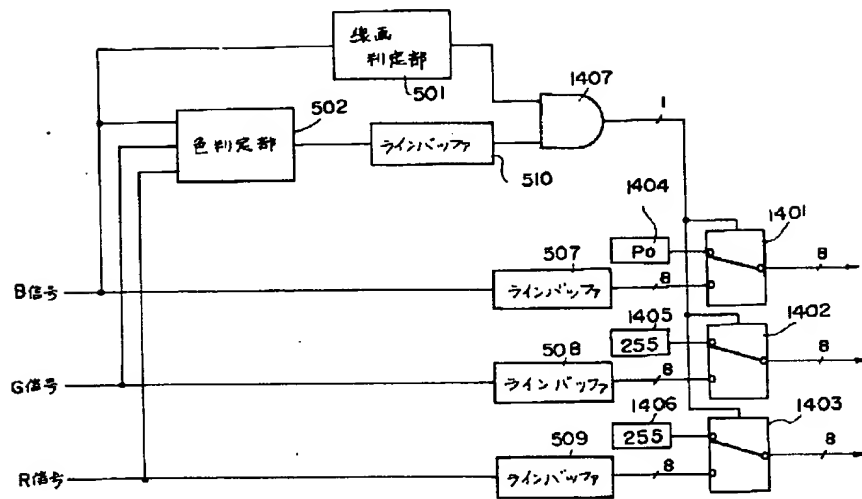 線画
判定部
501
1407
1
502
色判定部
ラインバッファ
510
1404
1401
PO
8
507
B信号
ラインバッファ
8
1405
1402
255
8
508
G信号
ラインバッファ
8
1406
1403
255
8
509
R信号
ラインバッファ
8